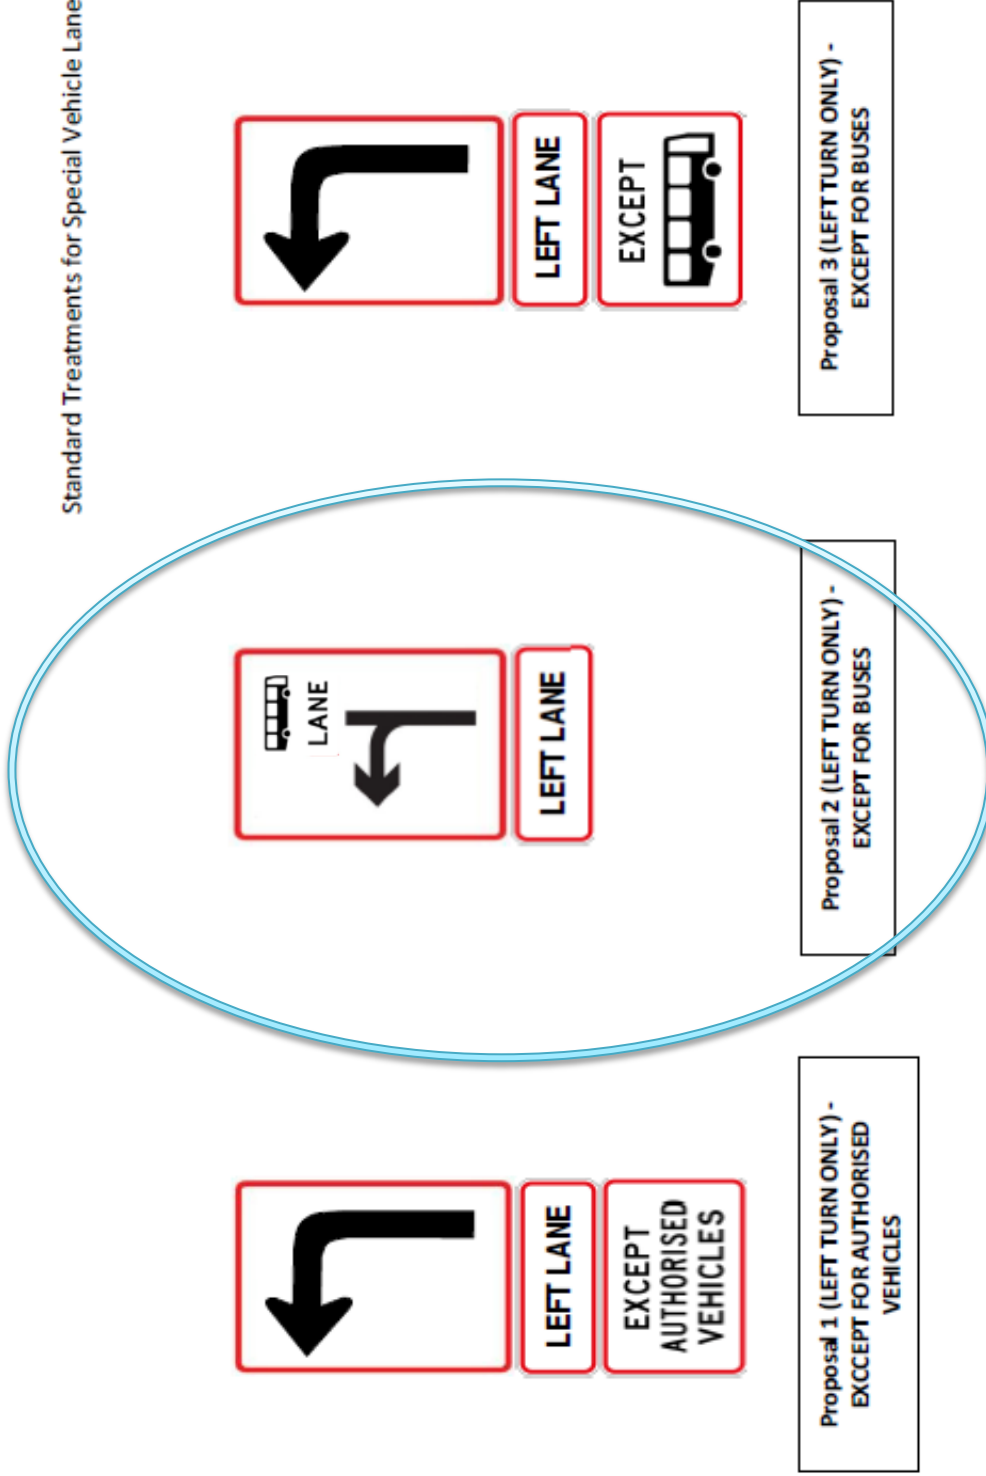 Standard Treatments for Special Vehicle Lane
LEFT LANE
EXCEPT
AUTHORISED
VEHICLES
Proposal 1 (LEFT TURN ONLY) -
EXCCEPT FOR AUTHORISED
VEHICLES
LANE
LEFT LANE
Proposal 2 (LEFT TURN ONLY) -
EXCEPT FOR BUSES
LEFT LANE
EXCEPT
Proposal 3 (LEFT TURN ONLY) -
EXCEPT FOR BUSES